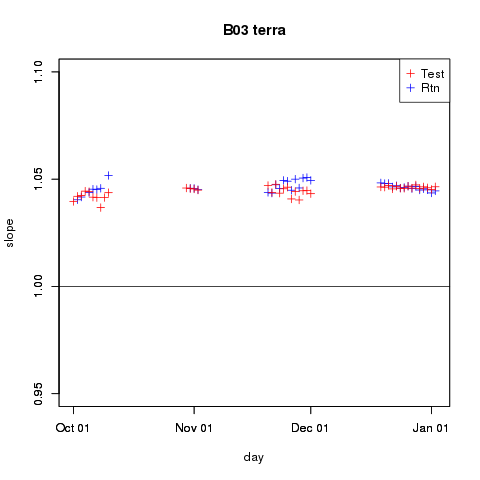 B03 terra
Test
Rtn
1.10
1.05
1.00
0.95
slope
Oct 01
Nov 01
Dec 01
Jan 01
day